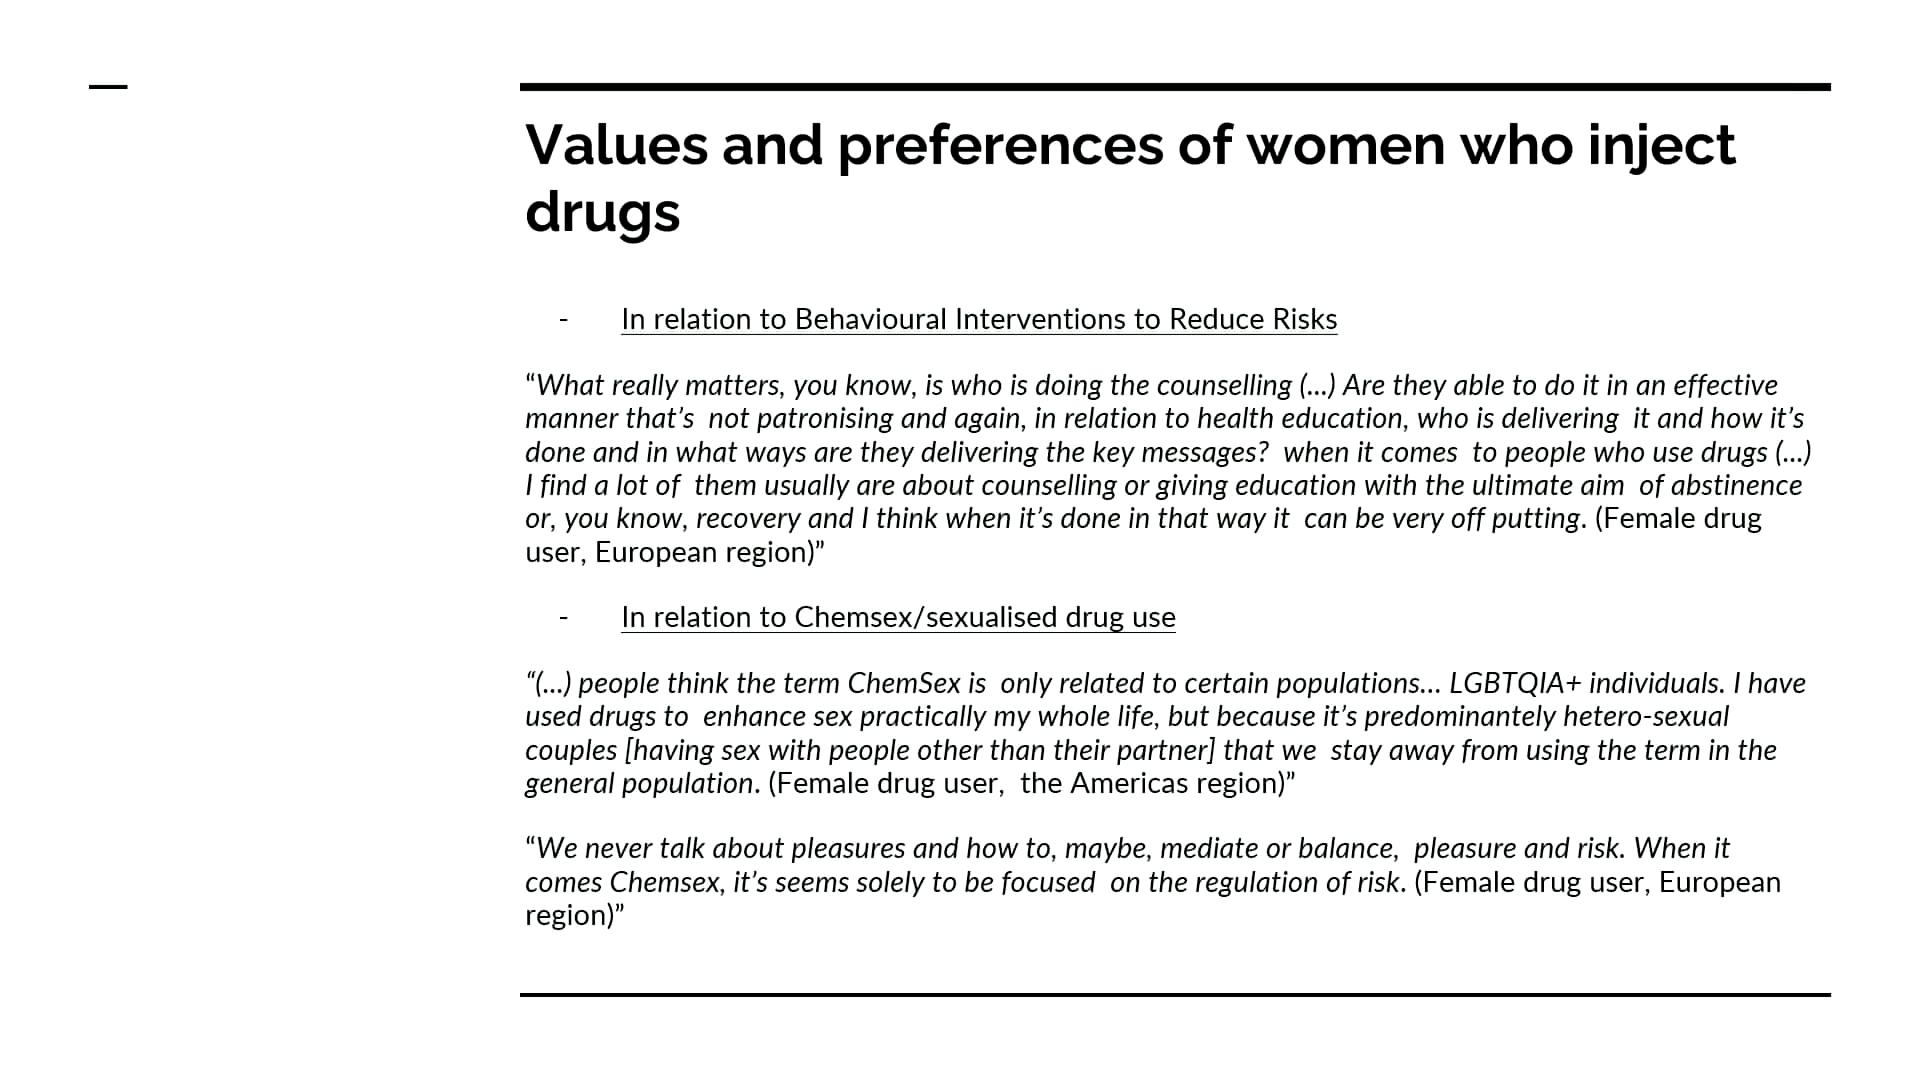 Values and preferences of women who inject
drugs
- In relation to Behavioural Interventions to Reduce Risks
“What really matters, you know, is who is doing the counselling (...) Are they able to do it in an effective
manner that’s  not patronising and again, in relation to health education, who is delivering  it and how it’s
done and in what ways are they delivering the key messages?  when it comes  to people who use drugs (...)
I find a lot of  them usually are about counselling or giving education with the ultimate aim  of abstinence
or, you know, recovery and I think when it’s done in that way it  can be very off putting. (Female drug
user, European region)”
- In relation to Chemsex/sexualised drug use
“(...) people think the term ChemSex is  only related to certain populations... LGBTQIA+ individuals. I have
used drugs to  enhance sex practically my whole life, but because it’s predominantely hetero-sexual
couples [having sex with people other than their partner] that we  stay away from using the term in the
general population. (Female drug user,  the Americas region)”
“We never talk about pleasures and how to, maybe, mediate or balance,  pleasure and risk. When it
comes Chemsex, it’s seems solely to be focused  on the regulation of risk. (Female drug user, European
region)”